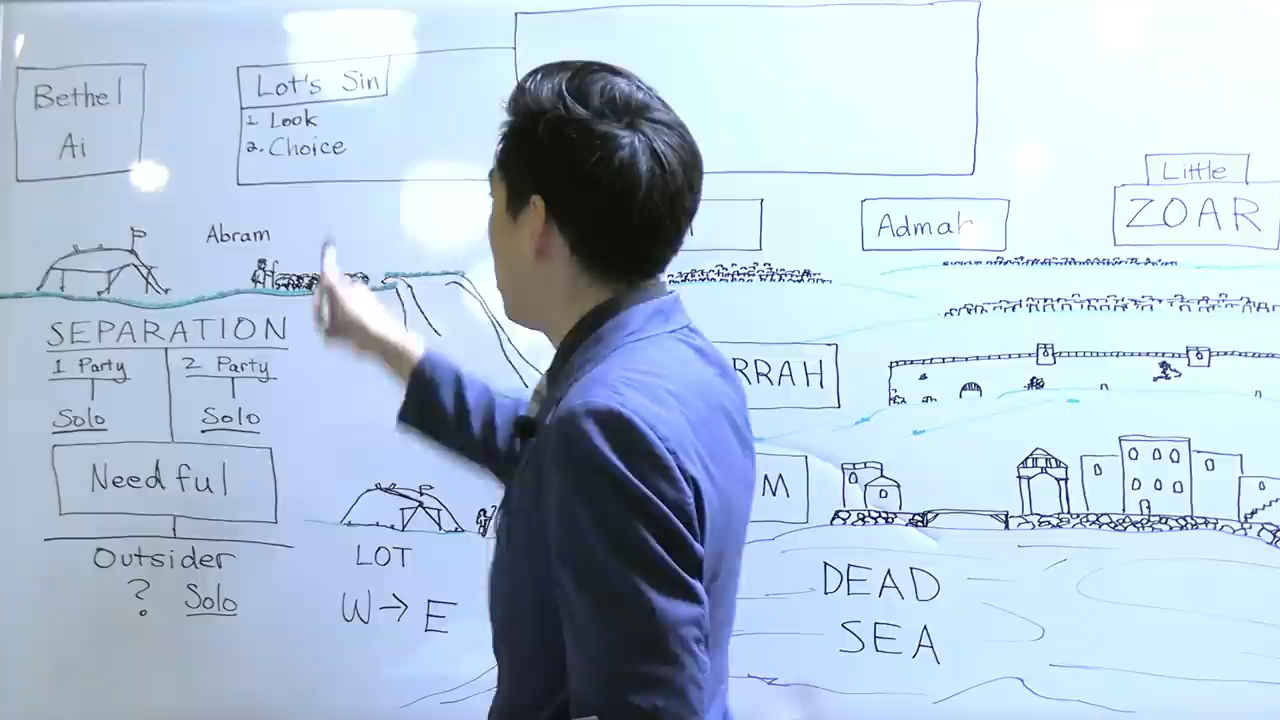 Bethel
Ai
Lot's Sin
1. Look
2. Choice
Little
ZOAR
Admah
Abram
SEPARATION
1 Party
2 Party
Solo
Solo
Needful
Outsider
? Solo
RRAH
M
LOT
W→E
DEAD
SEA